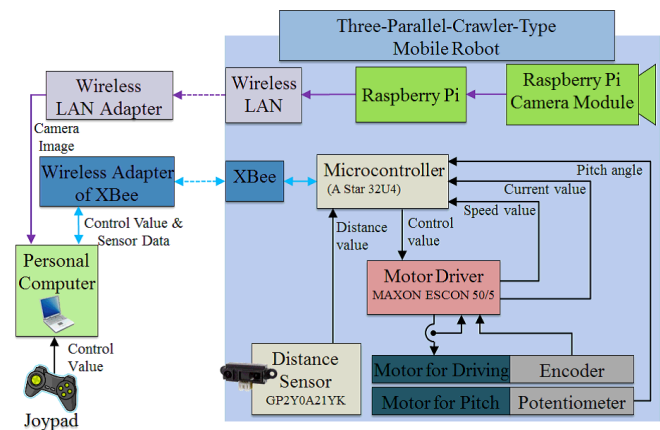 Three-Parallel-Crawler-Type
Mobile Robot
Wireless
LAN Adapter
Wireless
LAN
Raspberry Pi
Raspberry Pi
Camera Module
Camera
Image
Wireless Adapter
of XBee
XBee
Microcontroller
(A Star 32U4)
Pitch angle
Current value
Speed value
Control Value &
Sensor Data
Distance
value
Control
value
Personal
Computer
Motor Driver
MAXON ESCON 50/5
Control
Value
Joypad
Distance
Sensor
GP2Y0A21YK
Motor for Driving
Encoder
Motor for Pitch
Potentiometer